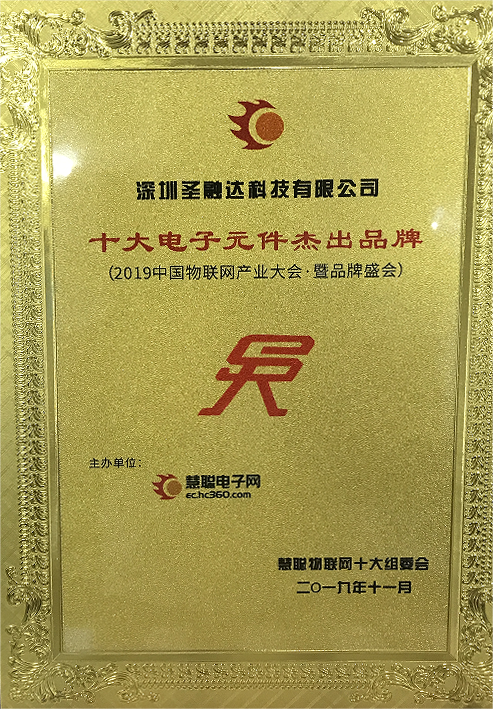 深圳圣融达科技有限公司
十大电子元件杰出品牌
(2019中国物联网产业大会·暨品牌盛会)
主办单位：
慧聪电子网
ec.hc360.com
慧聪物联网十大组委会
二〇一九年十一月